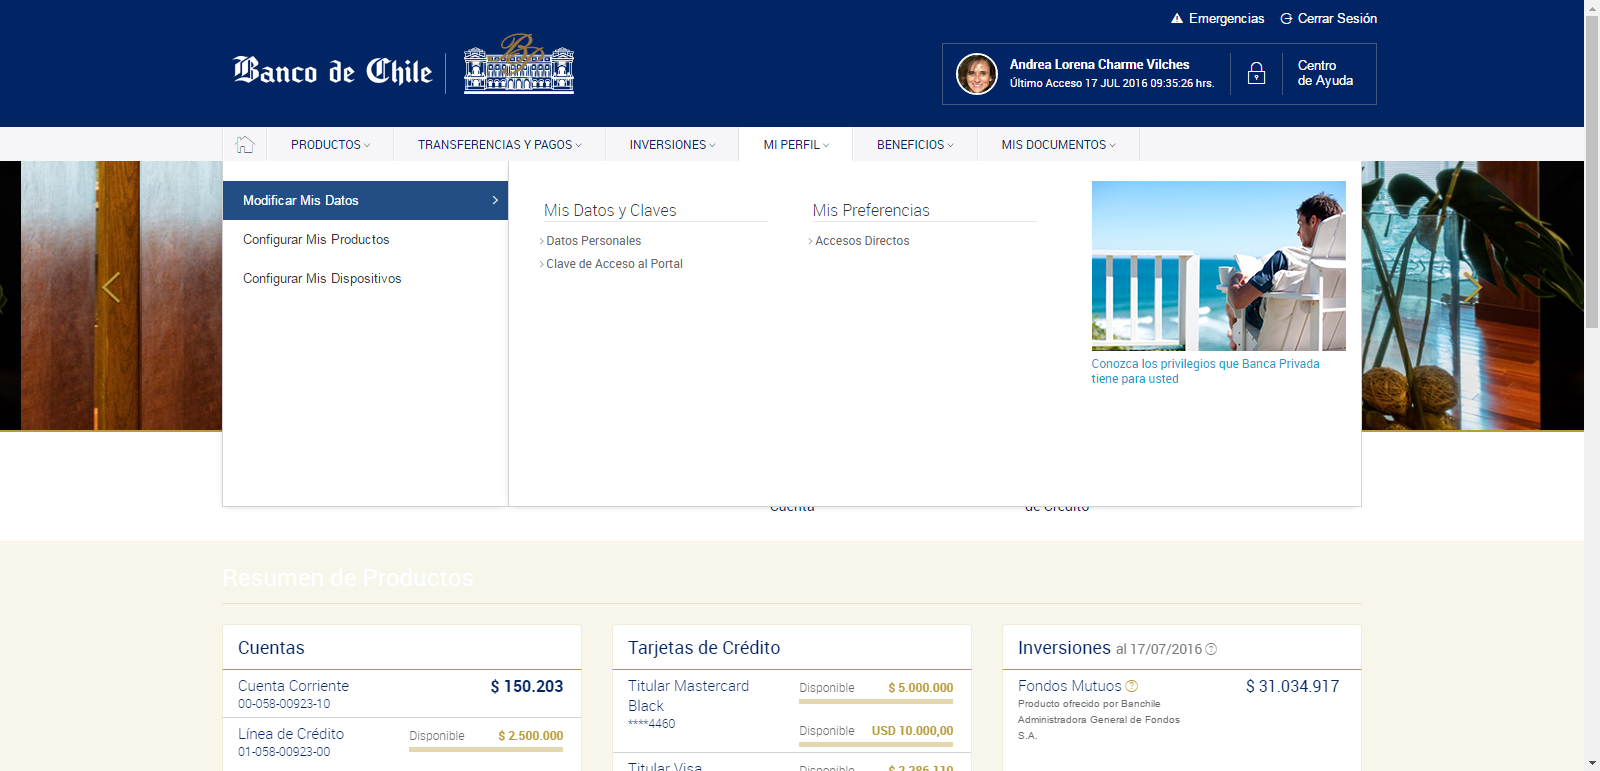 Emergencias
Cerrar Sesión
Banco de Chile
Andrea Lorena Charme Vilches
Último Acceso 17 JUL 2016 09:35:26 hrs.
Centro
de Ayuda
PRODUCTOS
TRANSFERENCIAS Y PAGOS
INVERSIONES
MI PERFIL
BENEFICIOS
MIS DOCUMENTOS
Modificar Mis Datos
Configurar Mis Productos
Configurar Mis Dispositivos
Mis Datos y Claves
Datos Personales
Clave de Acceso al Portal
Mis Preferencias
Accesos Directos
Conozca los privilegios que Banca Privada
tiene para usted
Cuenta
de Crédito
Resumen de Productos
Cuentas
Cuenta Corriente
$ 150.203
00-058-00923-10
Línea de Crédito
Disponible
$ 2.500.000
01-058-00923-00
Tarjetas de Crédito
Titular Mastercard
Black
****4460
Disponible
$ 5.000.000
Disponible
USD 10.000,00
Titular Visa
Disponible
$ 2.286.110
Inversiones al 17/07/2016
Fondos Mutuos
$ 31.034.917
Producto ofrecido por Banchile
Administradora General de Fondos
S.A.